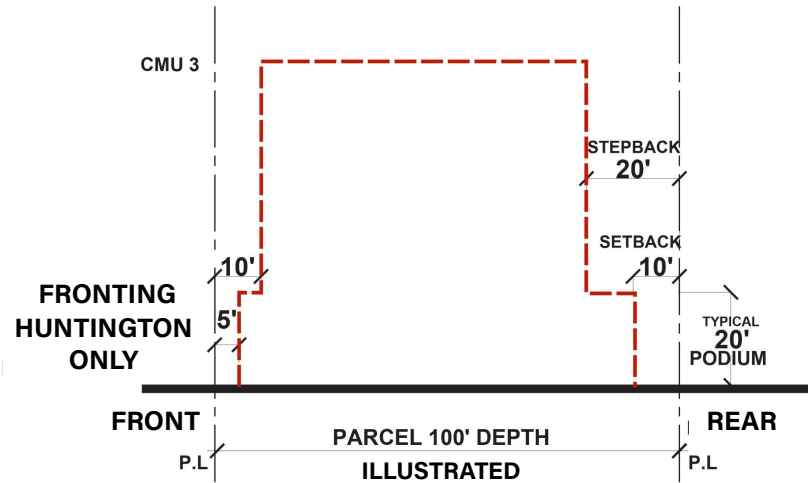 CMU 3
STEPBACK
20'
SETBACK
10'
10'
5'
FRONTING
HUNTINGTON
ONLY
TYPICAL
20'
PODIUM
FRONT
REAR
PARCEL 100' DEPTH
P.L
P.L
ILLUSTRATED